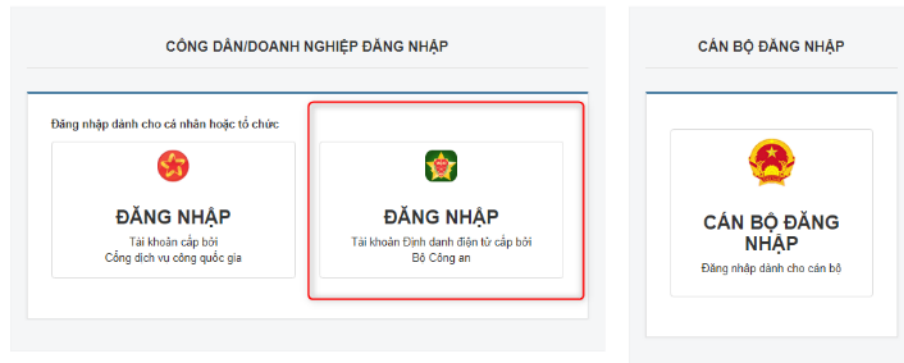 CÔNG DÂN/DOANH NGHIỆP ĐĂNG NHẬP
Đăng nhập dành cho cá nhân hoặc tổ chức
ĐĂNG NHẬP
Tài khoản cấp bởi
Cổng dịch vụ công quốc gia
ĐĂNG NHẬP
Tài khoản Định danh điện tử cấp bởi
Bộ Công an
CÁN BỘ ĐĂNG NHẬP
CÁN BỘ ĐĂNG
NHẬP
Đăng nhập dành cho cán bộ